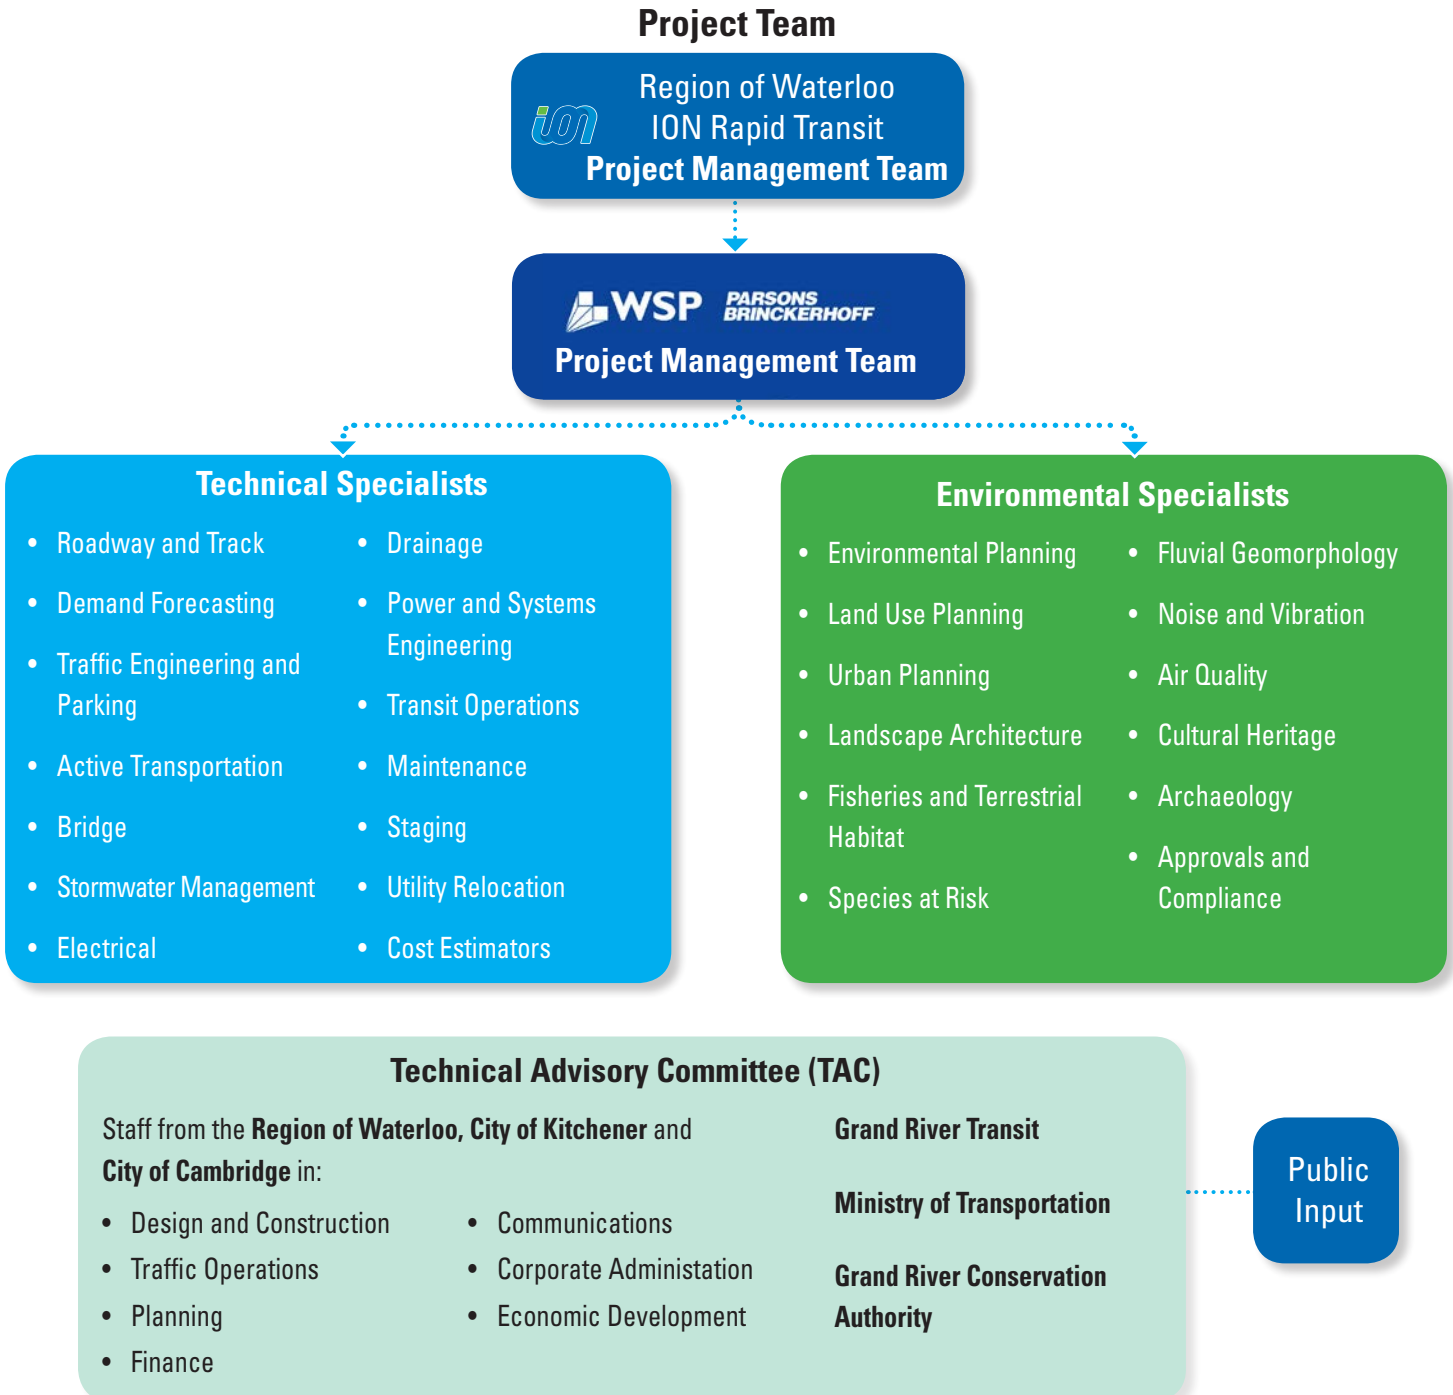 Project Team
ion
Region of Waterloo
ION Rapid Transit
Project Management Team
WSP PARSONS
BRINCKERHOFF
Project Management Team
Technical Specialists
• Roadway and Track
• Demand Forecasting
• Traffic Engineering and
Parking
• Active Transportation
• Bridge
• Stormwater Management
• Electrical
• Drainage
• Power and Systems
Engineering
• Transit Operations
• Maintenance
• Staging
• Utility Relocation
• Cost Estimators
Environmental Specialists
• Environmental Planning
• Land Use Planning
• Urban Planning
• Landscape Architecture
• Fisheries and Terrestrial
Habitat
• Species at Risk
• Fluvial Geomorphology
• Noise and Vibration
• Air Quality
• Cultural Heritage
• Archaeology
• Approvals and
Compliance
Technical Advisory Committee (TAC)
Staff from the Region of Waterloo, City of Kitchener and
City of Cambridge in:
• Design and Construction
• Traffic Operations
• Planning
• Finance
• Communications
• Corporate Administation
• Economic Development
Grand River Transit
Ministry of Transportation
Grand River Conservation
Authority
Public
Input